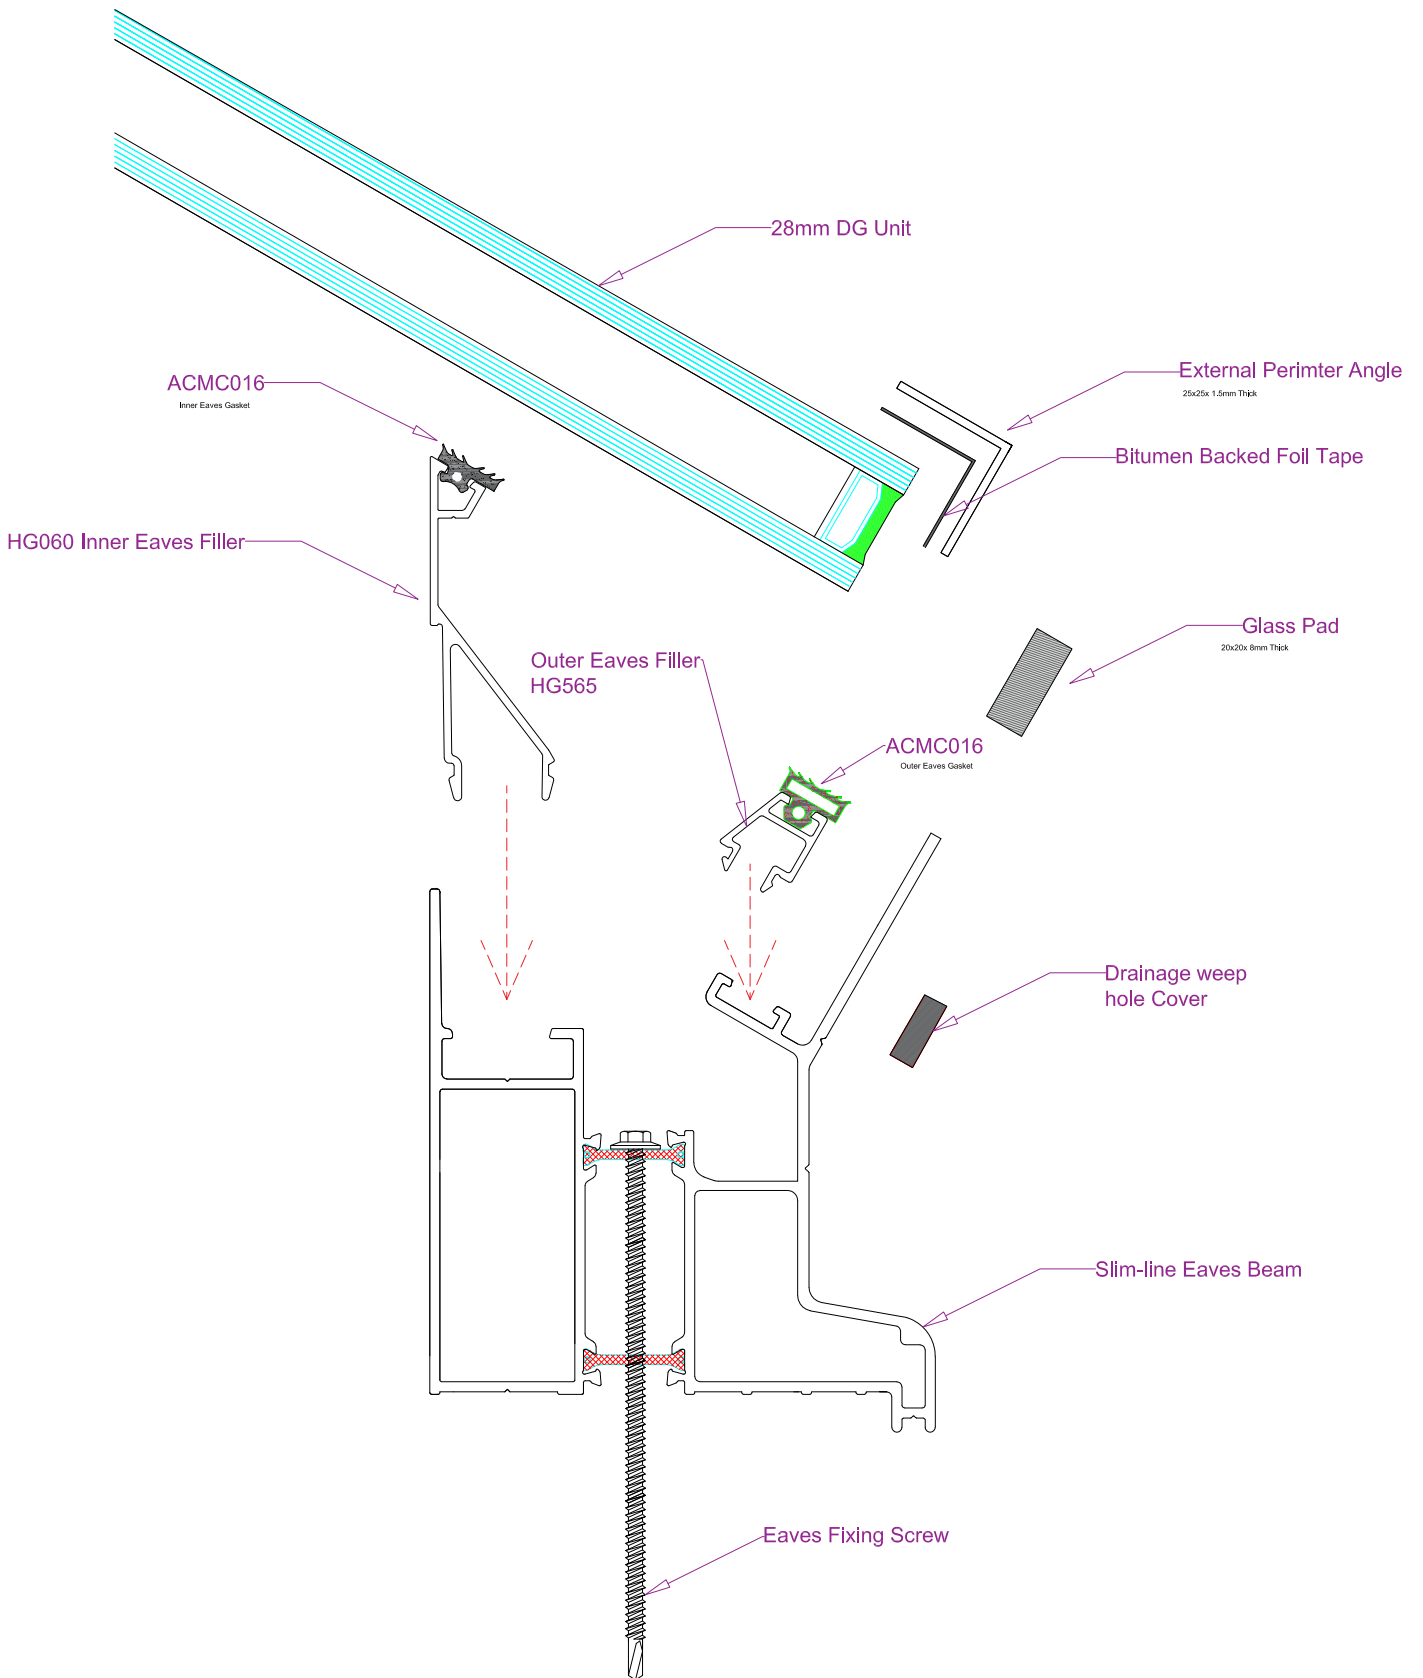 28mm DG Unit
External Perimter Angle
25x25x 1.5mm Thick
ACMC016
Inner Eaves Gasket
Bitumen Backed Foil Tape
HG060 Inner Eaves Filler
Glass Pad
20x20x 8mm Thick
Outer Eaves Filler
HG565
ACMC016
Outer Eaves Gasket
Drainage weep
hole Cover
Slim-line Eaves Beam
Eaves Fixing Screw